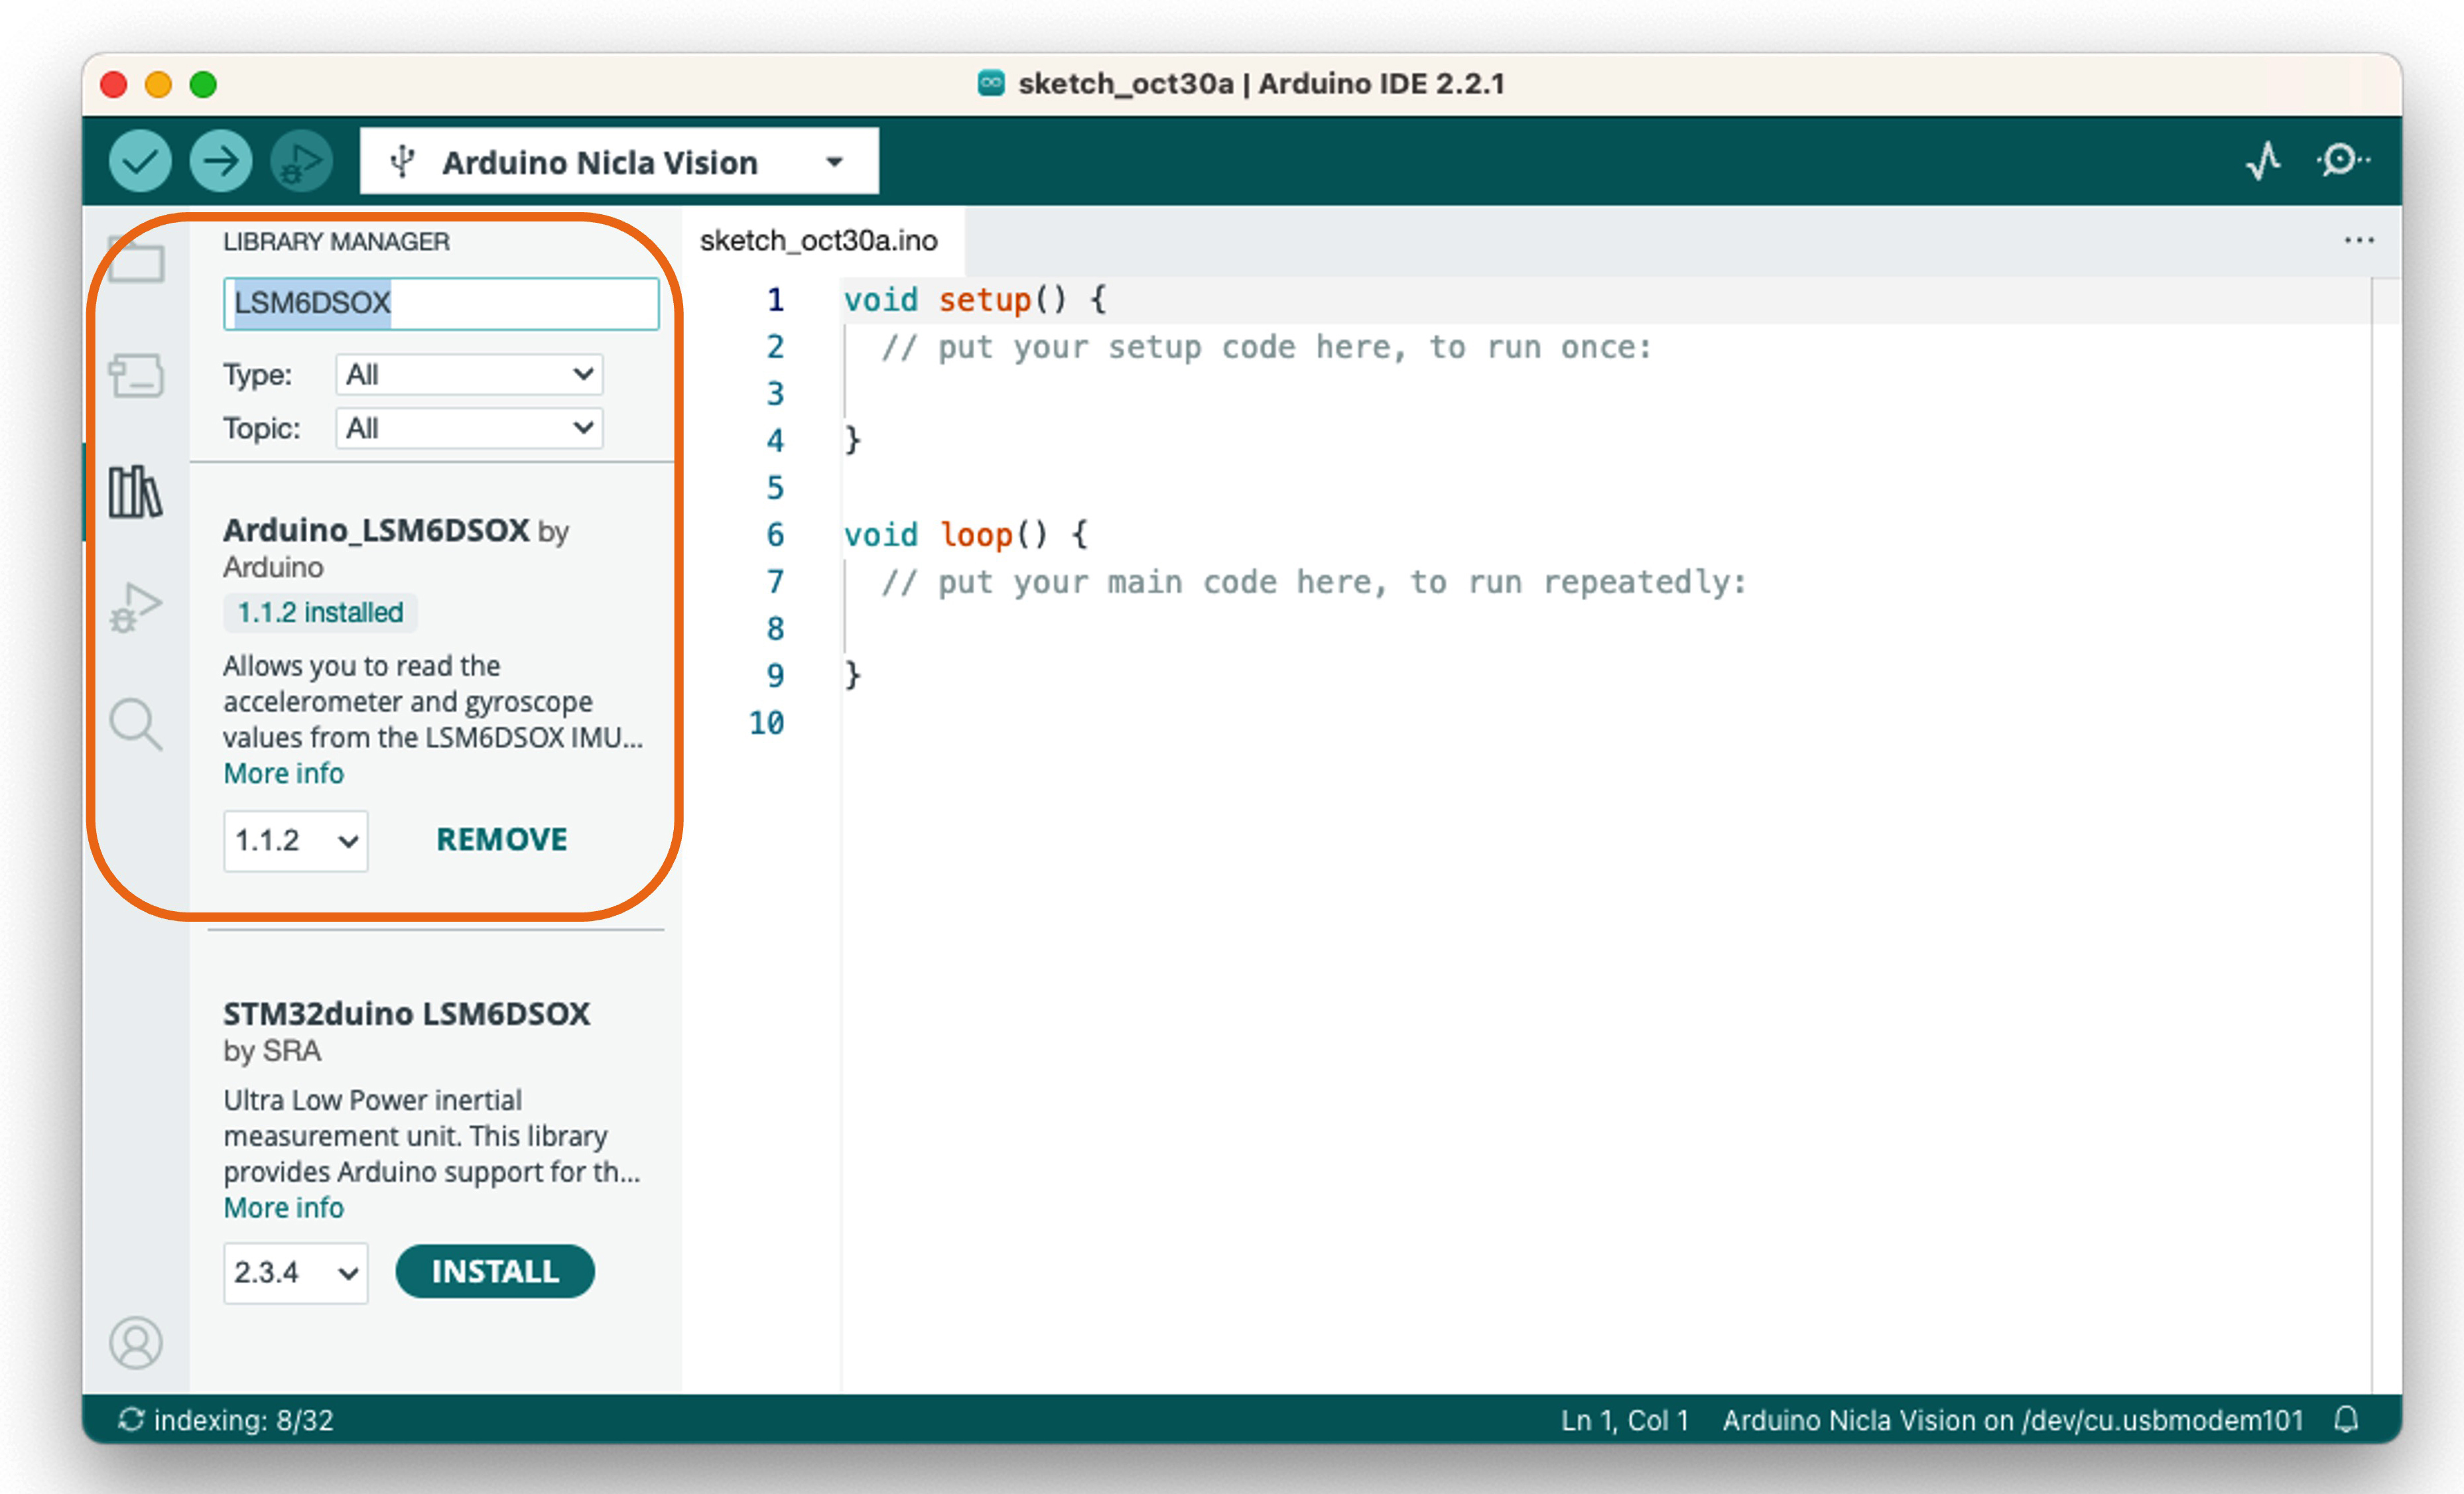 sketch_oct30a | Arduino IDE 2.2.1
Arduino Nicla Vision
LIBRARY MANAGER
LSM6DSOX
Type: All
Topic: All
Arduino_LSM6DSOX by
Arduino
1.1.2 installed
Allows you to read the
accelerometer and gyroscope
values from the LSM6DSOX IMU...
More info
1.1.2 REMOVE
STM32duino LSM6DSOX
by SRA
Ultra Low Power inertial
measurement unit. This library
provides Arduino support for th...
More info
2.3.4 INSTALL
sketch_oct30a.ino
1 void setup() {
2 // put your setup code here, to run once:
3
4 }
5
6 void loop() {
7 // put your main code here, to run repeatedly:
8
9 }
10
indexing: 8/32
Ln 1, Col 1 Arduino Nicla Vision on /dev/cu.usbmodem101